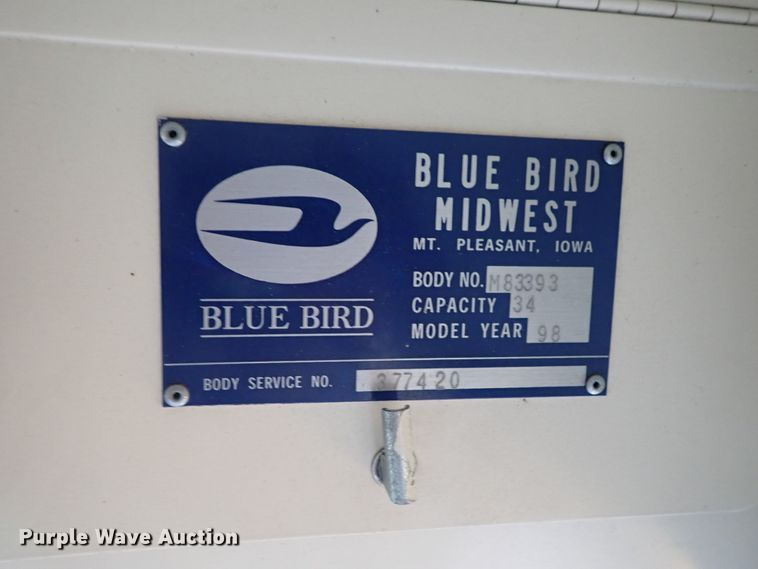 BLUE BIRD
MIDWEST
MT. PLEASANT, IOWA
BODY NO. M83393
CAPACITY 34
MODEL YEAR 98
BLUE BIRD
BODY SERVICE NO. 377420
Purple Wave Auction